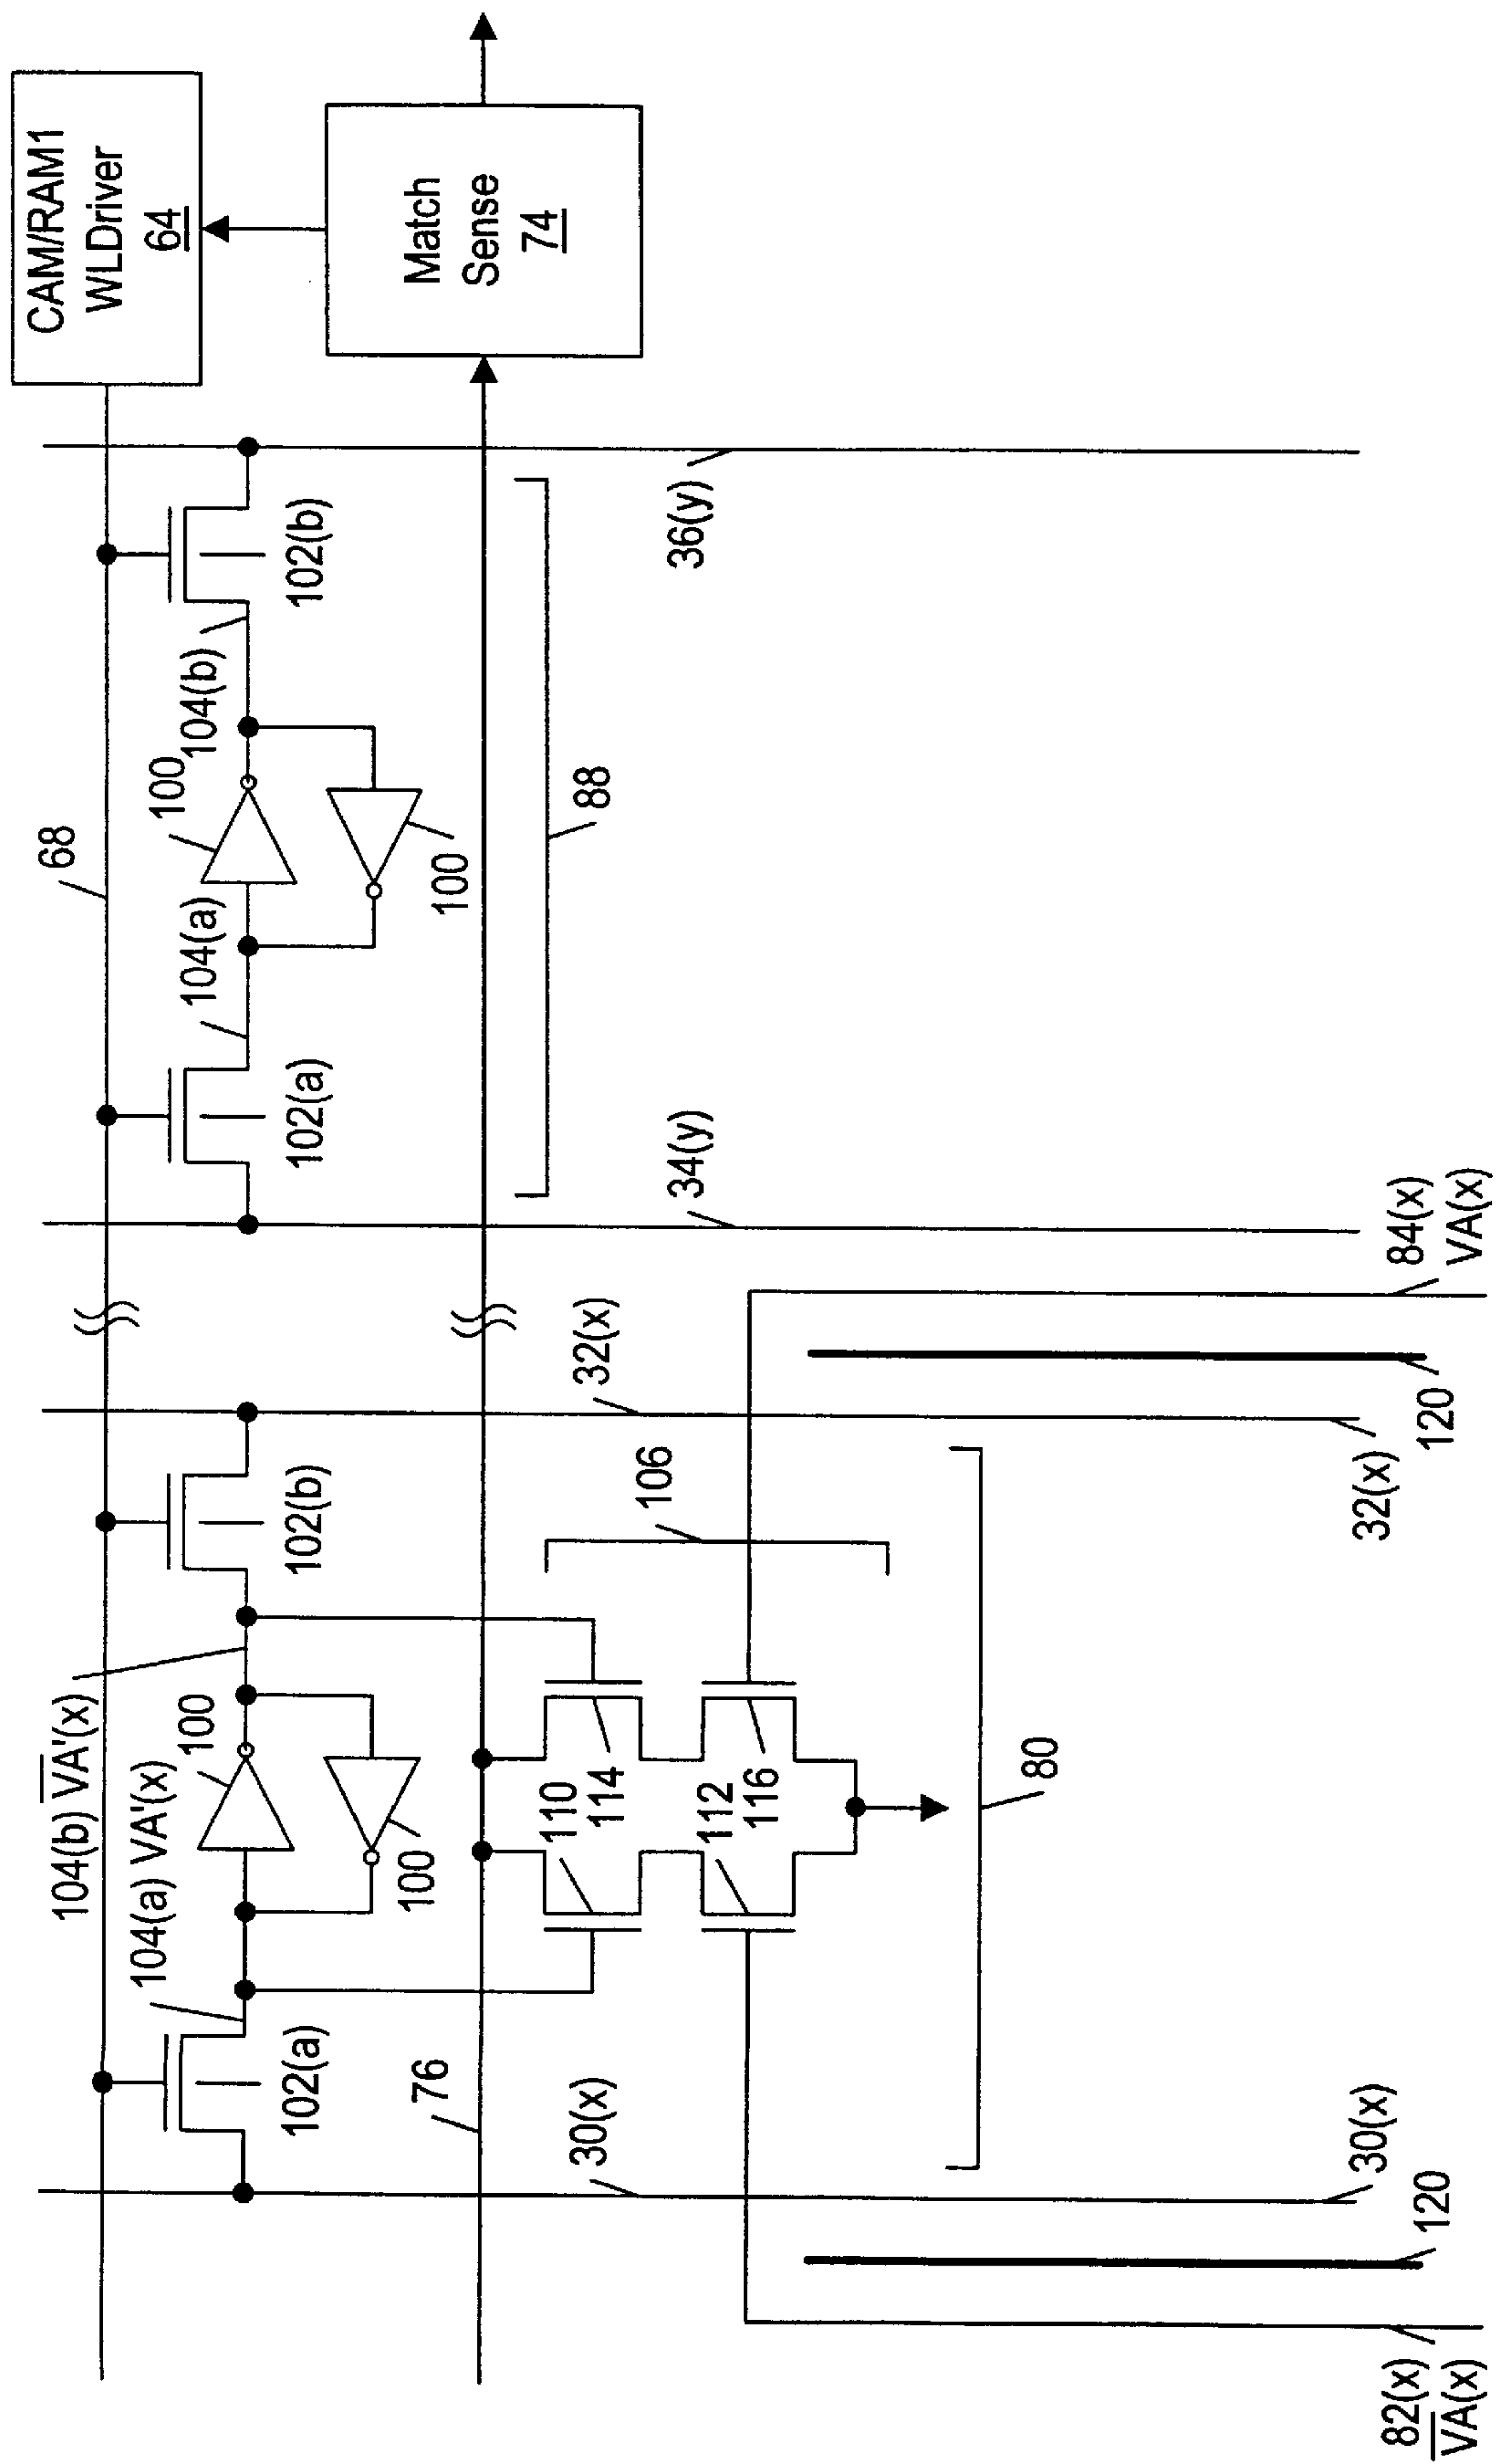 CAM/RAM1
WLDriver
64
Match
Sense
74
68
76
104(b) V̅A̅'(x)
104(a) VA'(x)
100
100
102(a)
102(b)
104(a)
104(b)
100
100
102(a)
102(b)
110
114
112
116
106
80
88
30(x)
32(x)
34(y)
36(y)
30(x)
32(x)
120
120
82(x)
V̅A(x)
84(x)
VA(x)